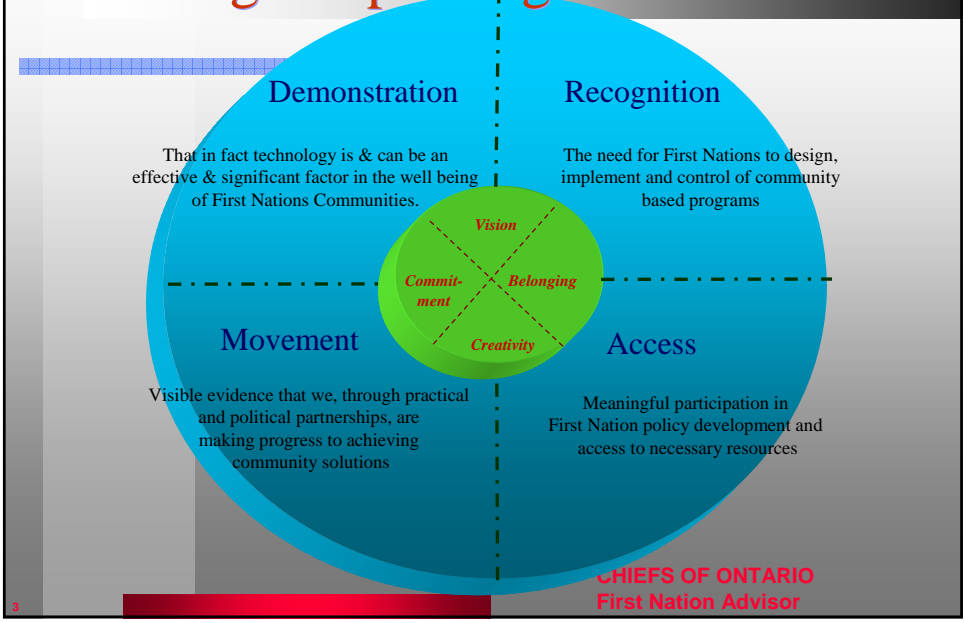 Demonstration
That in fact technology is & can be an
effective & significant factor in the well being
of First Nations Communities.
Recognition
The need for First Nations to design,
implement and control of community
based programs
Vision
Commit-
ment
Belonging
Creativity
Movement
Visible evidence that we, through practical
and political partnerships, are
making progress to achieving
community solutions
Access
Meaningful participation in
First Nation policy development and
access to necessary resources
CHIEFS OF ONTARIO
First Nation Advisor
3